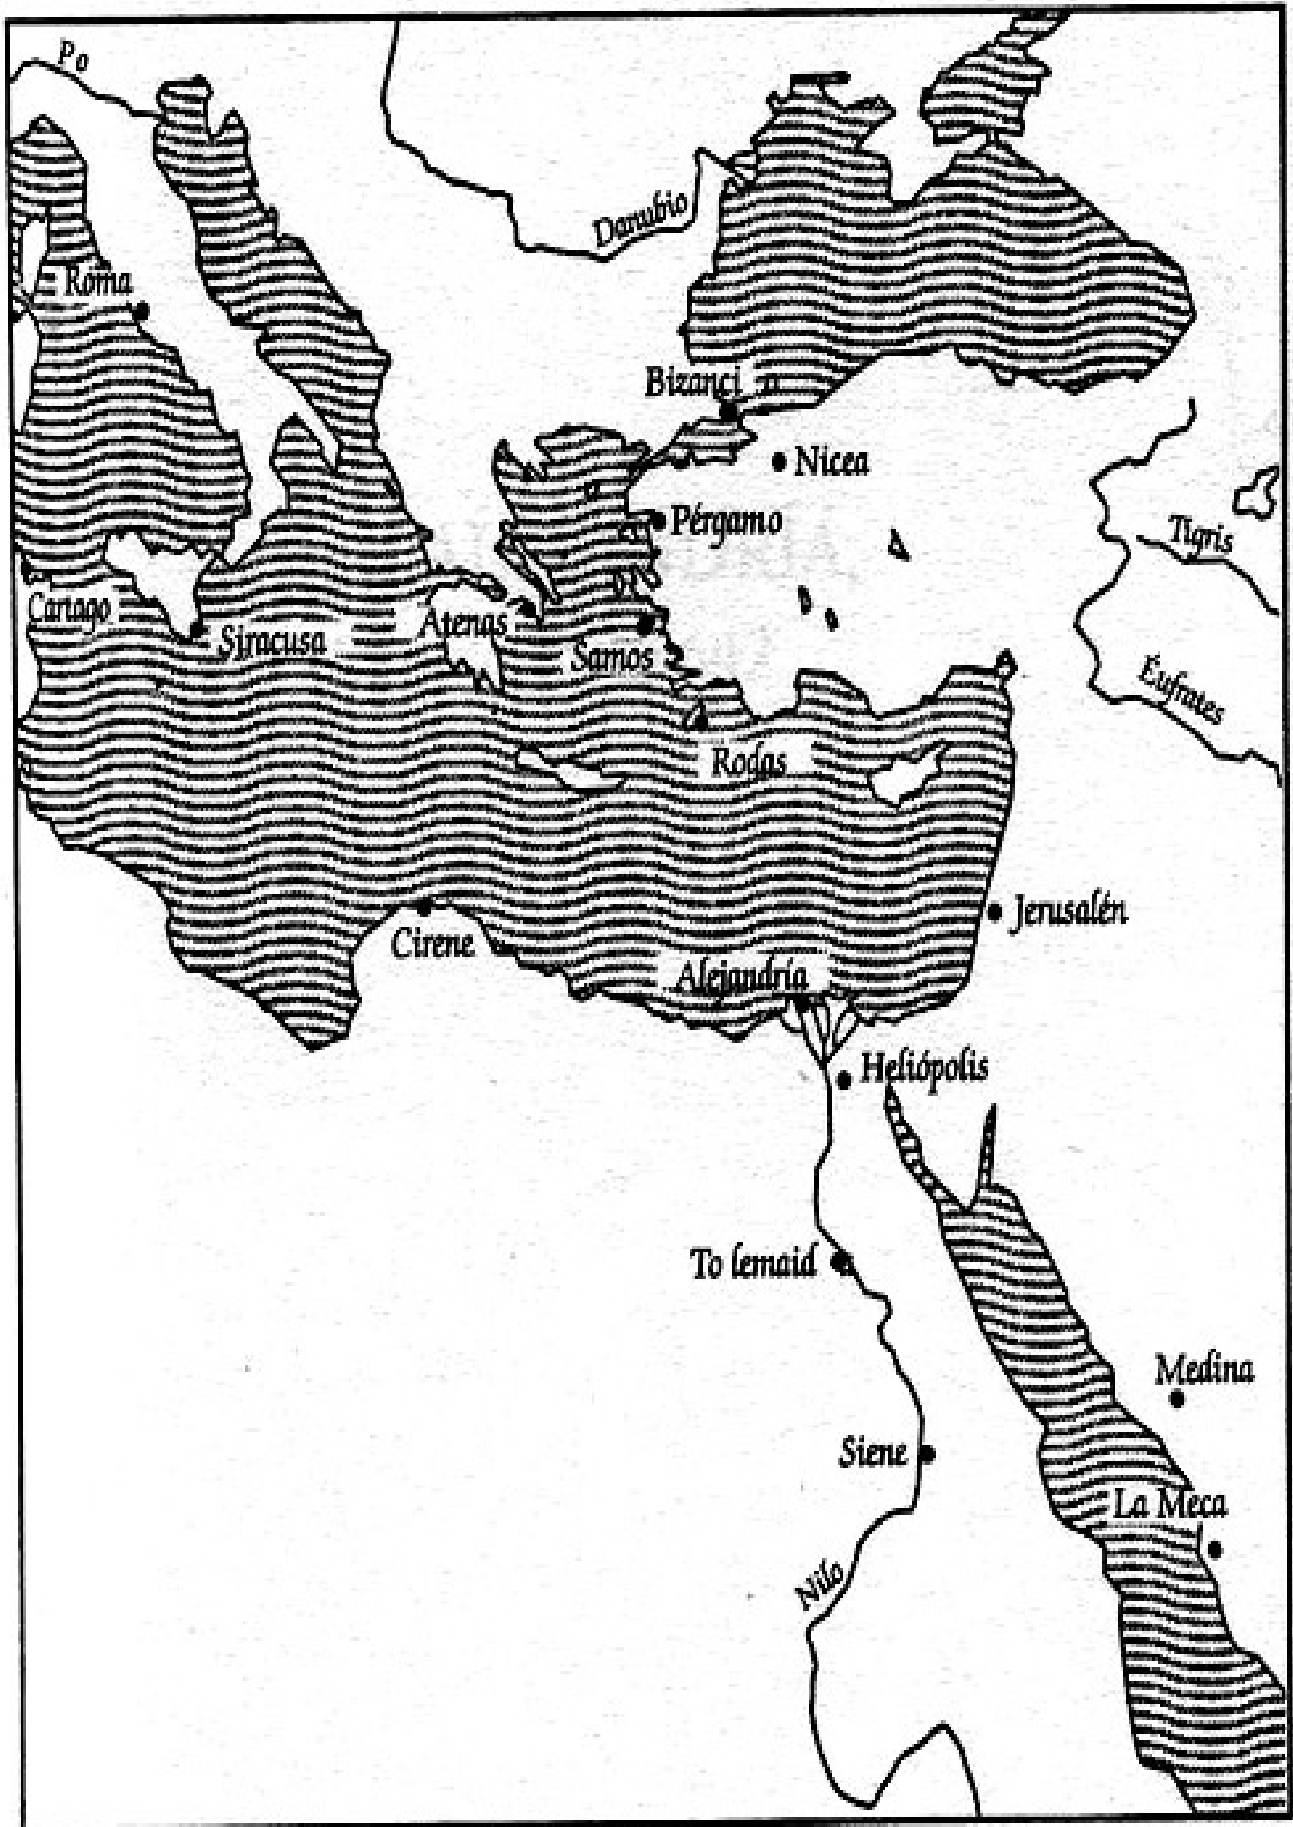 Po
Danubio
Roma
Bizanci o
Nicea
Pérgamo
Tigris
Cartago
Siracusa
Atenas
Samos
Éufrates
Rodas
Jerusalén
Cirene
Alejandría
Heliópolis
To lemaid a
Medina
Siene
La Meca
Nilo